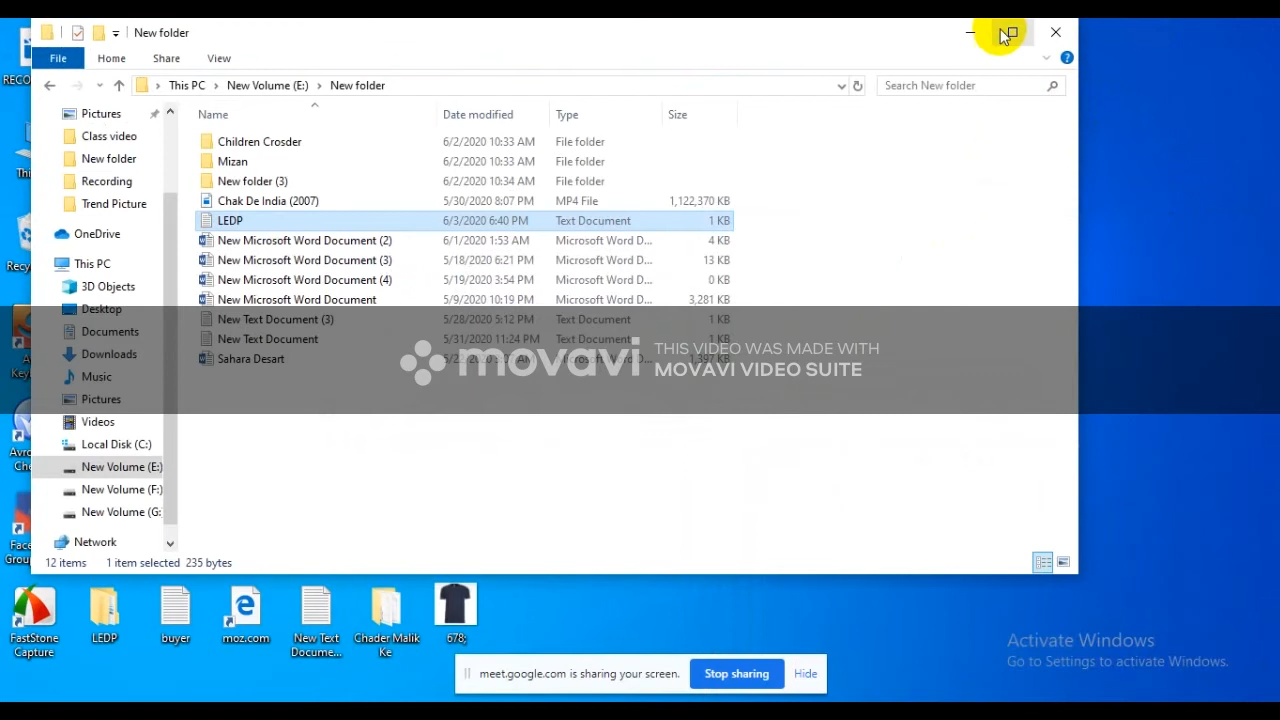 New folder
File Home Share View
This PC New Volume (E:) New folder
Search New folder
Name Date modified Type Size
Pictures
Class video
New folder
Recording
Trend Picture
OneDrive
This PC
3D Objects
Desktop
Documents
Downloads
Music
Pictures
Videos
Local Disk (C:)
New Volume (E:)
New Volume (F:)
New Volume (G:
Network
Children Crosder 6/2/2020 10:33 AM File folder
Mizan 6/2/2020 10:33 AM File folder
New folder (3) 6/2/2020 10:34 AM File folder
Chak De India (2007) 5/30/2020 8:07 PM MP4 File 1,122,370 KB
LEDP 6/3/2020 6:40 PM Text Document 1 KB
New Microsoft Word Document (2) 6/1/2020 1:53 AM Microsoft Word D... 4 KB
New Microsoft Word Document (3) 5/18/2020 6:21 PM Microsoft Word D... 13 KB
New Microsoft Word Document (4) 5/19/2020 3:54 PM Microsoft Word D... 0 KB
New Microsoft Word Document 5/9/2020 10:19 PM Microsoft Word D... 3,281 KB
New Text Document (3) 5/28/2020 5:12 PM Text Document 1 KB
New Text Document 5/31/2020 11:24 PM Text Document 1 KB
Sahara Desart 1,397 KB
movavi
THIS VIDEO WAS MADE WITH
MOVAVI VIDEO SUITE
12 items 1 item selected 235 bytes
FastStone
Capture
LEDP
buyer
moz.com
New Text
Docume...
Chader Malik
Ke
678;
meet.google.com is sharing your screen. Stop sharing Hide
Activate Windows
Go to Settings to activate Windows.